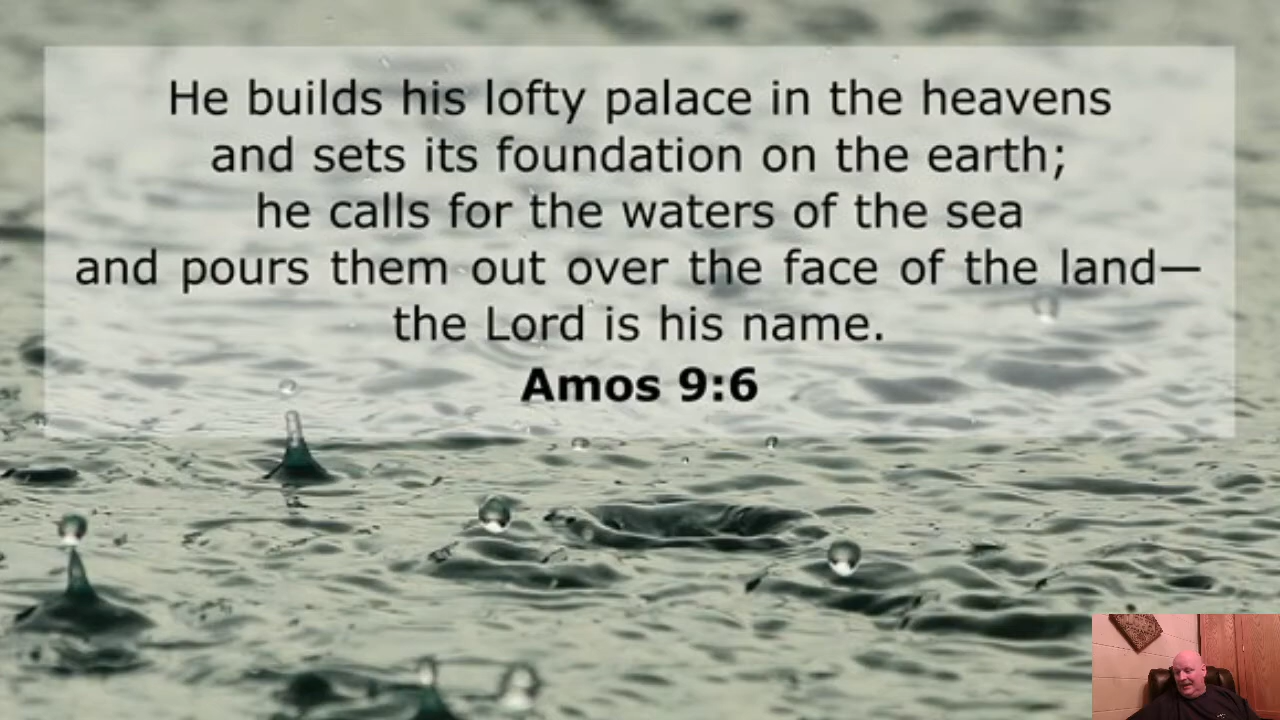 He builds his lofty palace in the heavens
and sets its foundation on the earth;
he calls for the waters of the sea
and pours them out over the face of the land—
the Lord is his name.
Amos 9:6